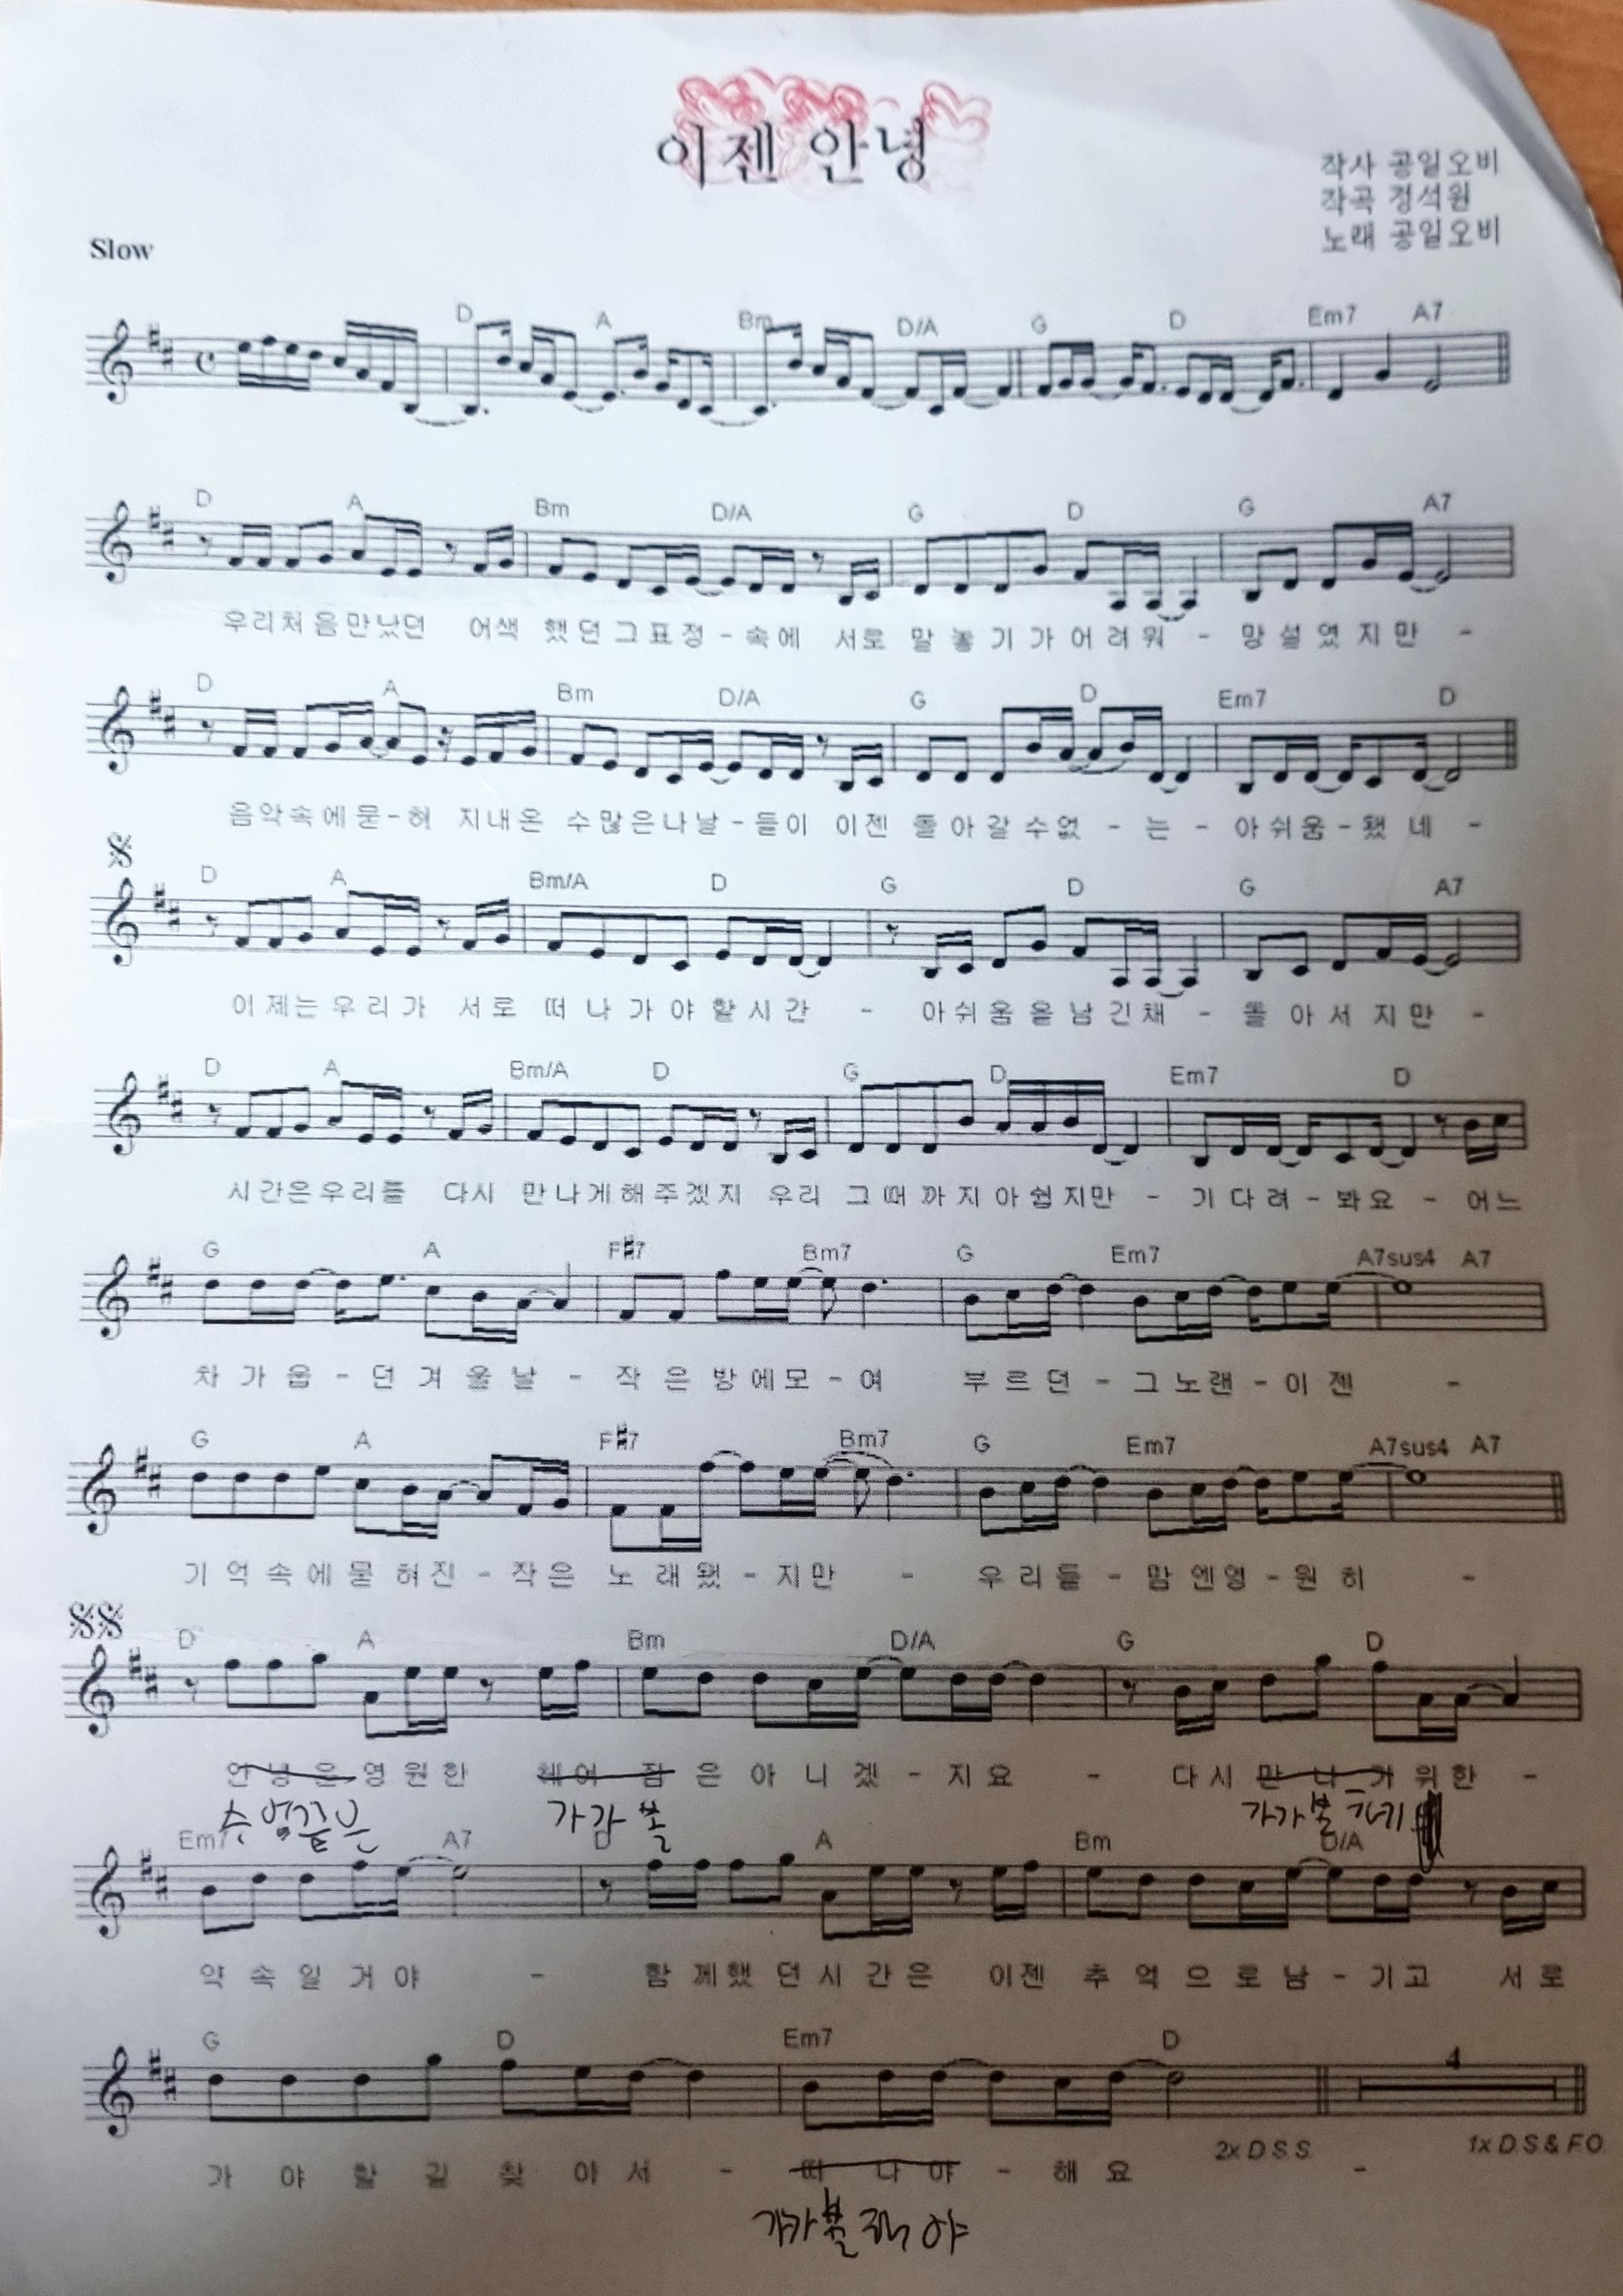 이젠 안녕
작사 공일오비
작곡 정석원
노래 공일오비
Slow
D A Bm D/A G D Em7 A7
D A Bm D/A G D G A7
우리처음만났던 어색했던그표정-속에 서로 말놓기가어려워 - 망설였지만 -
D A Bm D/A G D Em7 D
음악속에묻-혀 지내온 수많은나날-들이 이젠 돌아갈수없 - 는 - 아쉬움-됐네 -
D A Bm/A D G D G A7
이제는우리가 서로 떠나가야할시간 - 아쉬움을남긴채 - 돌아서지만 -
D A Bm/A D G D Em7 D
시간은우리를 다시 만나게해주겠지 우리 그때까지아쉽지만 - 기다려-봐요 - 어느
G A F#7 Bm7 G Em7 A7sus4 A7
차가웁-던겨울날 - 작은방에모-여 부르던-그노랜-이젠 -
G A F#7 Bm7 G Em7 A7sus4 A7
기억속에묻혀진-작은 노래됐-지만 - 우리들-맘엔영-원히 -
D A Bm D/A G D
안녕은영원한 헤어짐은아니겠-지요 - 다시만나기위한 -
수업끝은 가감볼
Em7 A7 D A Bm D/A
약속일거야 - 함께했던시간은 이젠 추억으로남-기고 서로
G D Em7 D 4
가야할길찾아서 - 떠나야-해요 -
2x D.S.S. 1x D.S.& F.O.